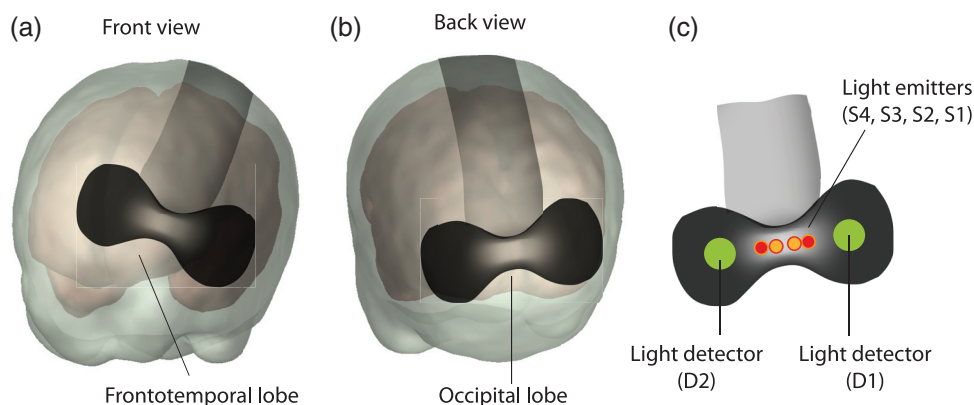 (a)
Front view
(b)
Back view
(c)
Light emitters
(S4, S3, S2, S1)
Light detector
(D2)
Light detector
(D1)
Frontotemporal lobe
Occipital lobe